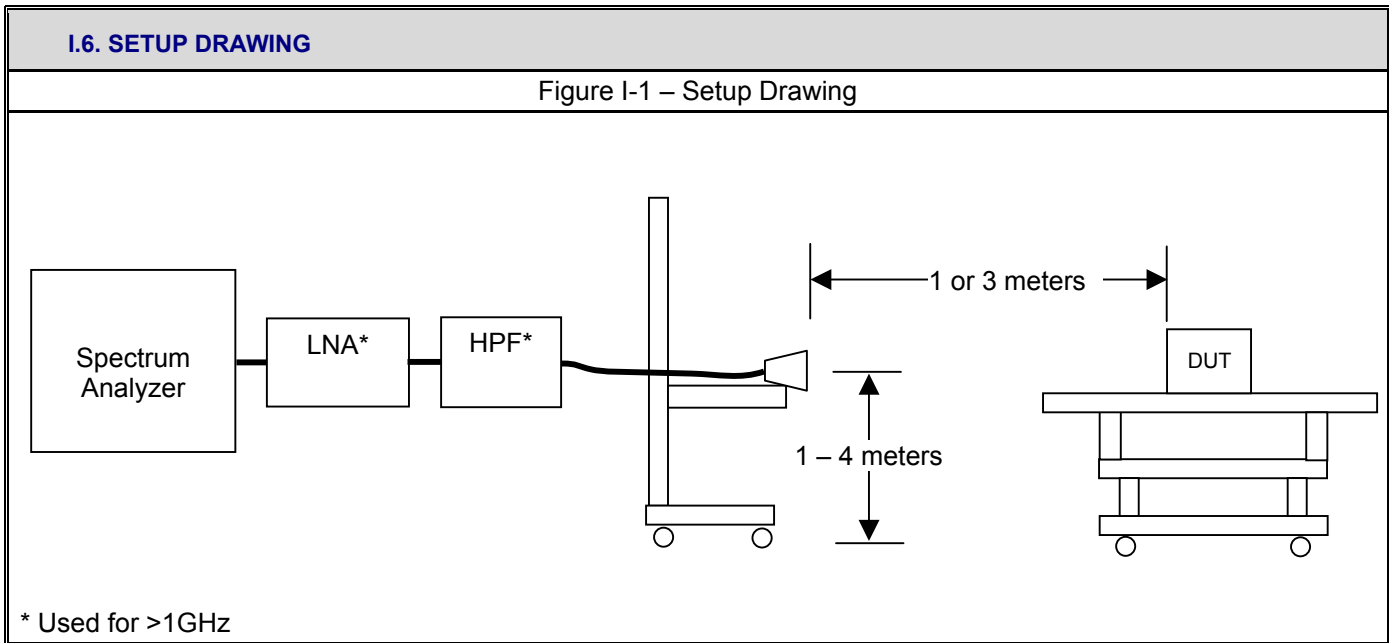 I.6. SETUP DRAWING
Figure I-1 – Setup Drawing
Spectrum
Analyzer
LNA*
HPF*
1 or 3 meters
1 – 4 meters
DUT
* Used for >1GHz